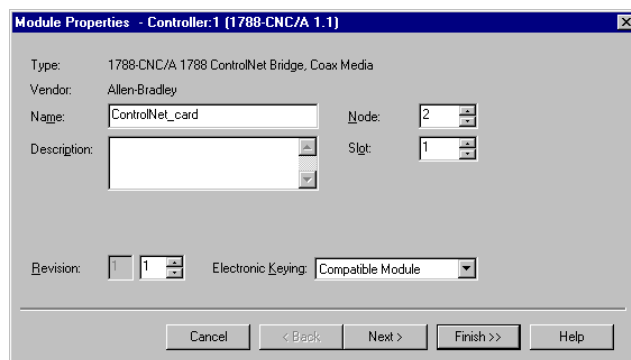 Module Properties - Controller:1 (1788-CNC/A 1.1)
Type: 1788-CNC/A 1788 ControlNet Bridge, Coax Media
Vendor: Allen-Bradley
Name: ControlNet_card Node: 2
Description: Slot: 1
Revision: 1 1 Electronic Keying: Compatible Module
Cancel < Back Next > Finish >> Help